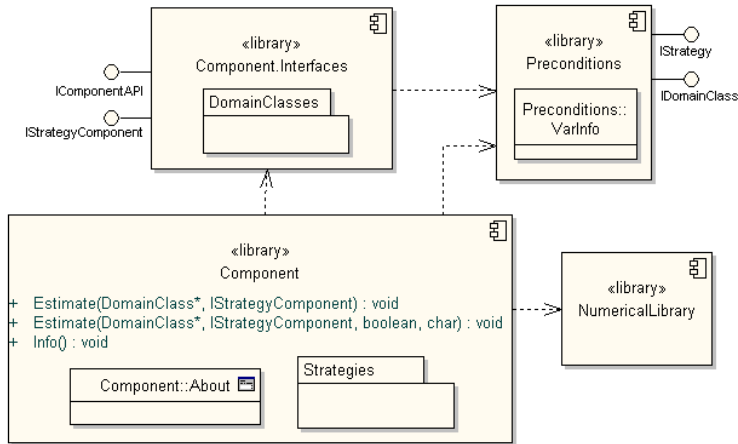 «library»
Component.Interfaces
DomainClasses
IComponentAPI
IStrategyComponent
«library»
Preconditions
Preconditions::
VarInfo
IStrategy
IDomainClass
«library»
Component
+ Estimate(DomainClass*, IStrategyComponent) : void
+ Estimate(DomainClass*, IStrategyComponent, boolean, char) : void
+ Info() : void
Component::About
Strategies
«library»
NumericalLibrary